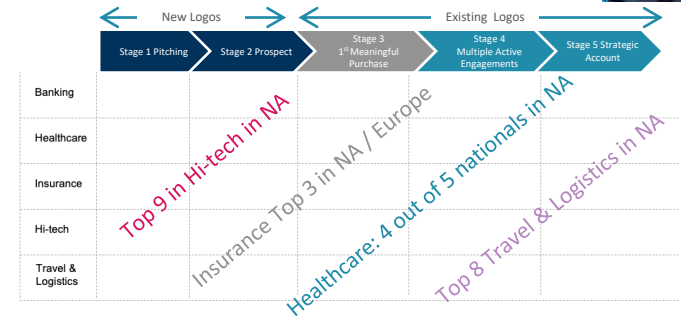 New Logos
Existing Logos
Stage 1 Pitching
Stage 2 Prospect
Stage 3
1st Meaningful
Purchase
Stage 4
Multiple Active
Engagements
Stage 5 Strategic
Account
Banking
Healthcare
Insurance
Hi-tech
Travel &
Logistics
Top 9 in Hi-tech in NA
Insurance Top 3 in NA / Europe
Healthcare: 4 out of 5 nationals in NA
Top 8 Travel & Logistics in NA